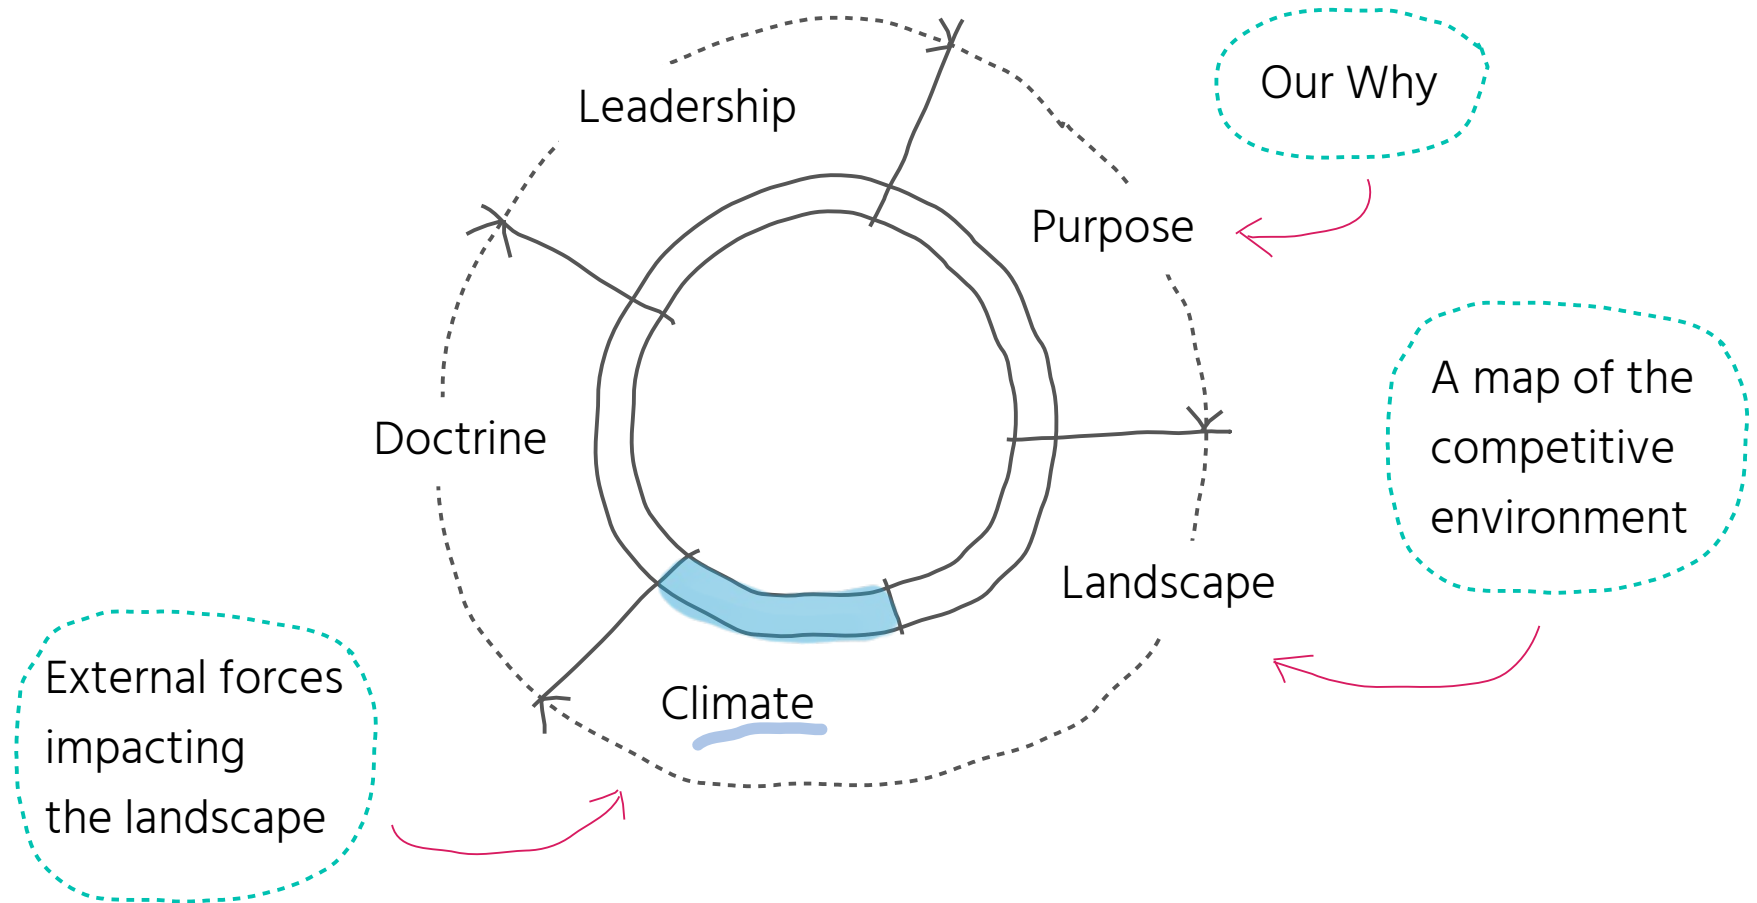 Our Why
Leadership
Purpose
A map of the
competitive
environment
Doctrine
Landscape
External forces
impacting
the landscape
Climate